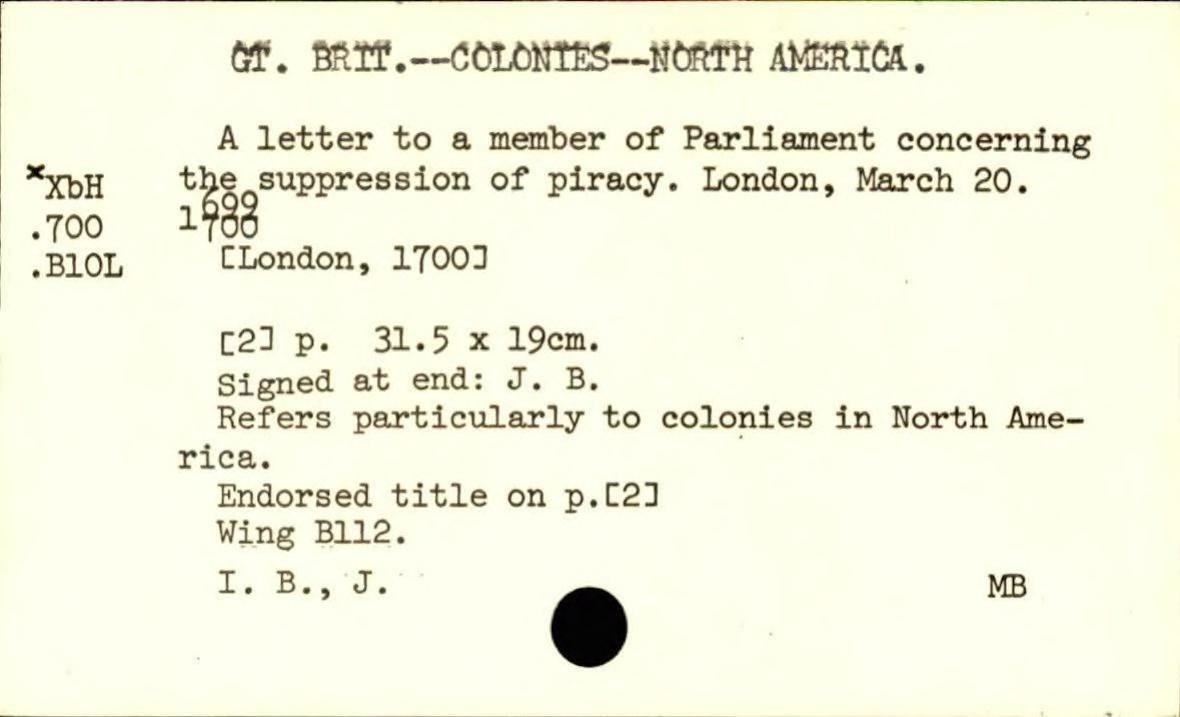 GT. BRIT.--COLONIES--NORTH AMERICA.
A letter to a member of Parliament concerning
xXbH the suppression of piracy. London, March 20.
699
.700 1700
.B10L [London, 1700]
[2] p. 31.5 x 19cm.
Signed at end: J. B.
Refers particularly to colonies in North Ame-
rica.
Endorsed title on p.[2]
Wing B112.
I. B., J. MB